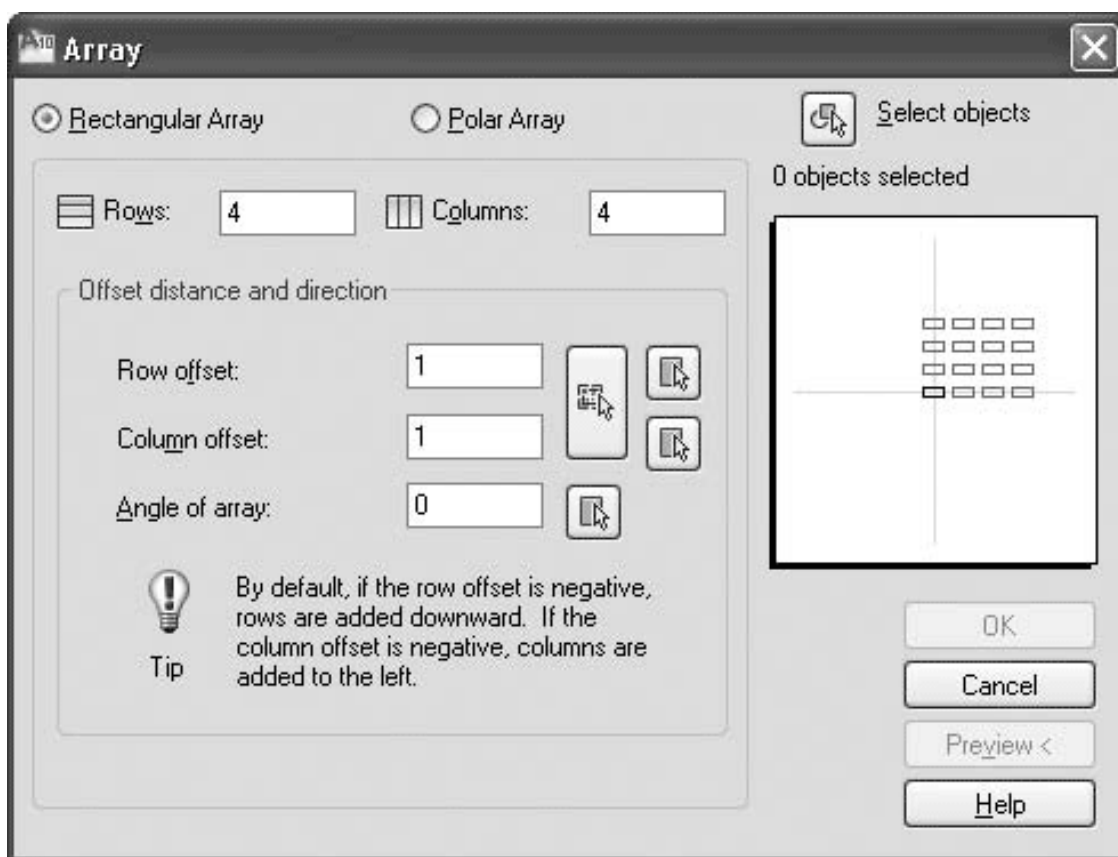 Array
Rectangular Array
Polar Array
Select objects
0 objects selected
Rows: 4
Columns: 4
Offset distance and direction
Row offset: 1
Column offset: 1
Angle of array: 0
Tip
By default, if the row offset is negative,
rows are added downward. If the
column offset is negative, columns are
added to the left.
OK
Cancel
Preview <
Help